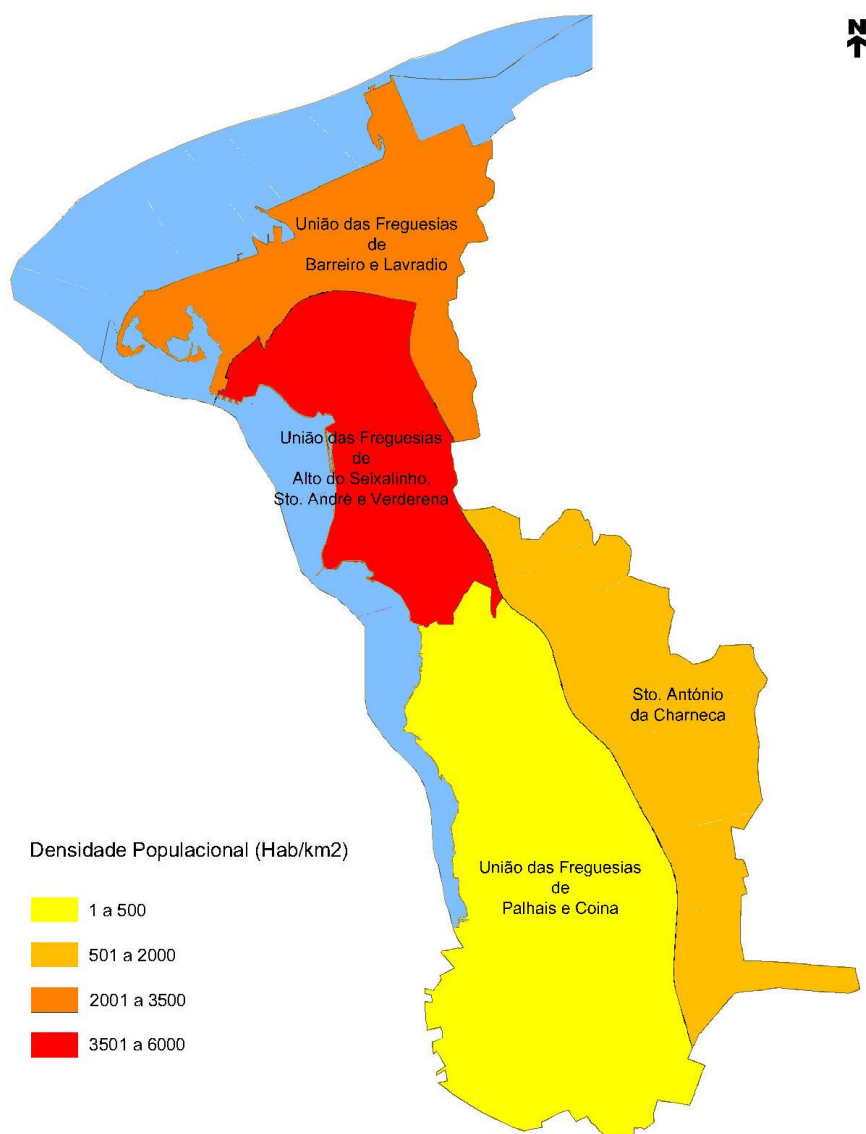 N
União das Freguesias
de
Barreiro e Lavradio
União das Freguesias
de
Alto do Seixalinho,
Sto. André e Verderena
Sto. António
da Charneca
União das Freguesias
de
Palhais e Coina
Densidade Populacional (Hab/km2)
1 a 500
501 a 2000
2001 a 3500
3501 a 6000